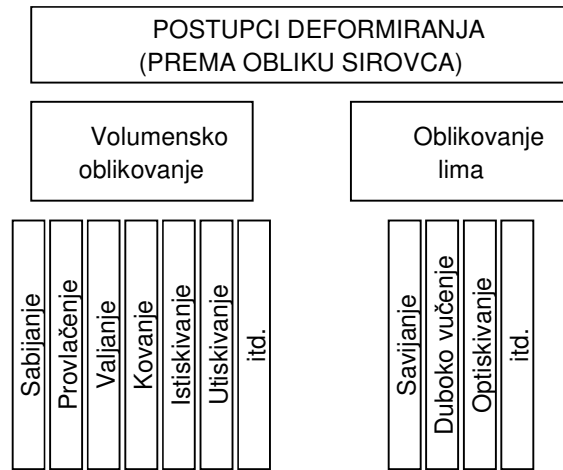 POSTUPCI DEFORMIRANJA
(PREMA OBLIKU SIROVCA)
Volumensko
oblikovanje
Oblikovanje
lima
Sabijanje
Provlačenje
Valjanje
Kovanje
Istiskivanje
Utiskivanje
itd.
Savijanje
Duboko vučenje
Optiskivanje
itd.